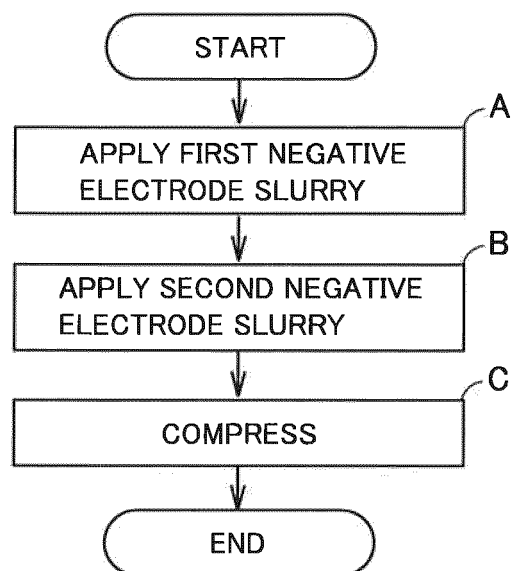 START
A
APPLY FIRST NEGATIVE
ELECTRODE SLURRY
B
APPLY SECOND NEGATIVE
ELECTRODE SLURRY
C
COMPRESS
END